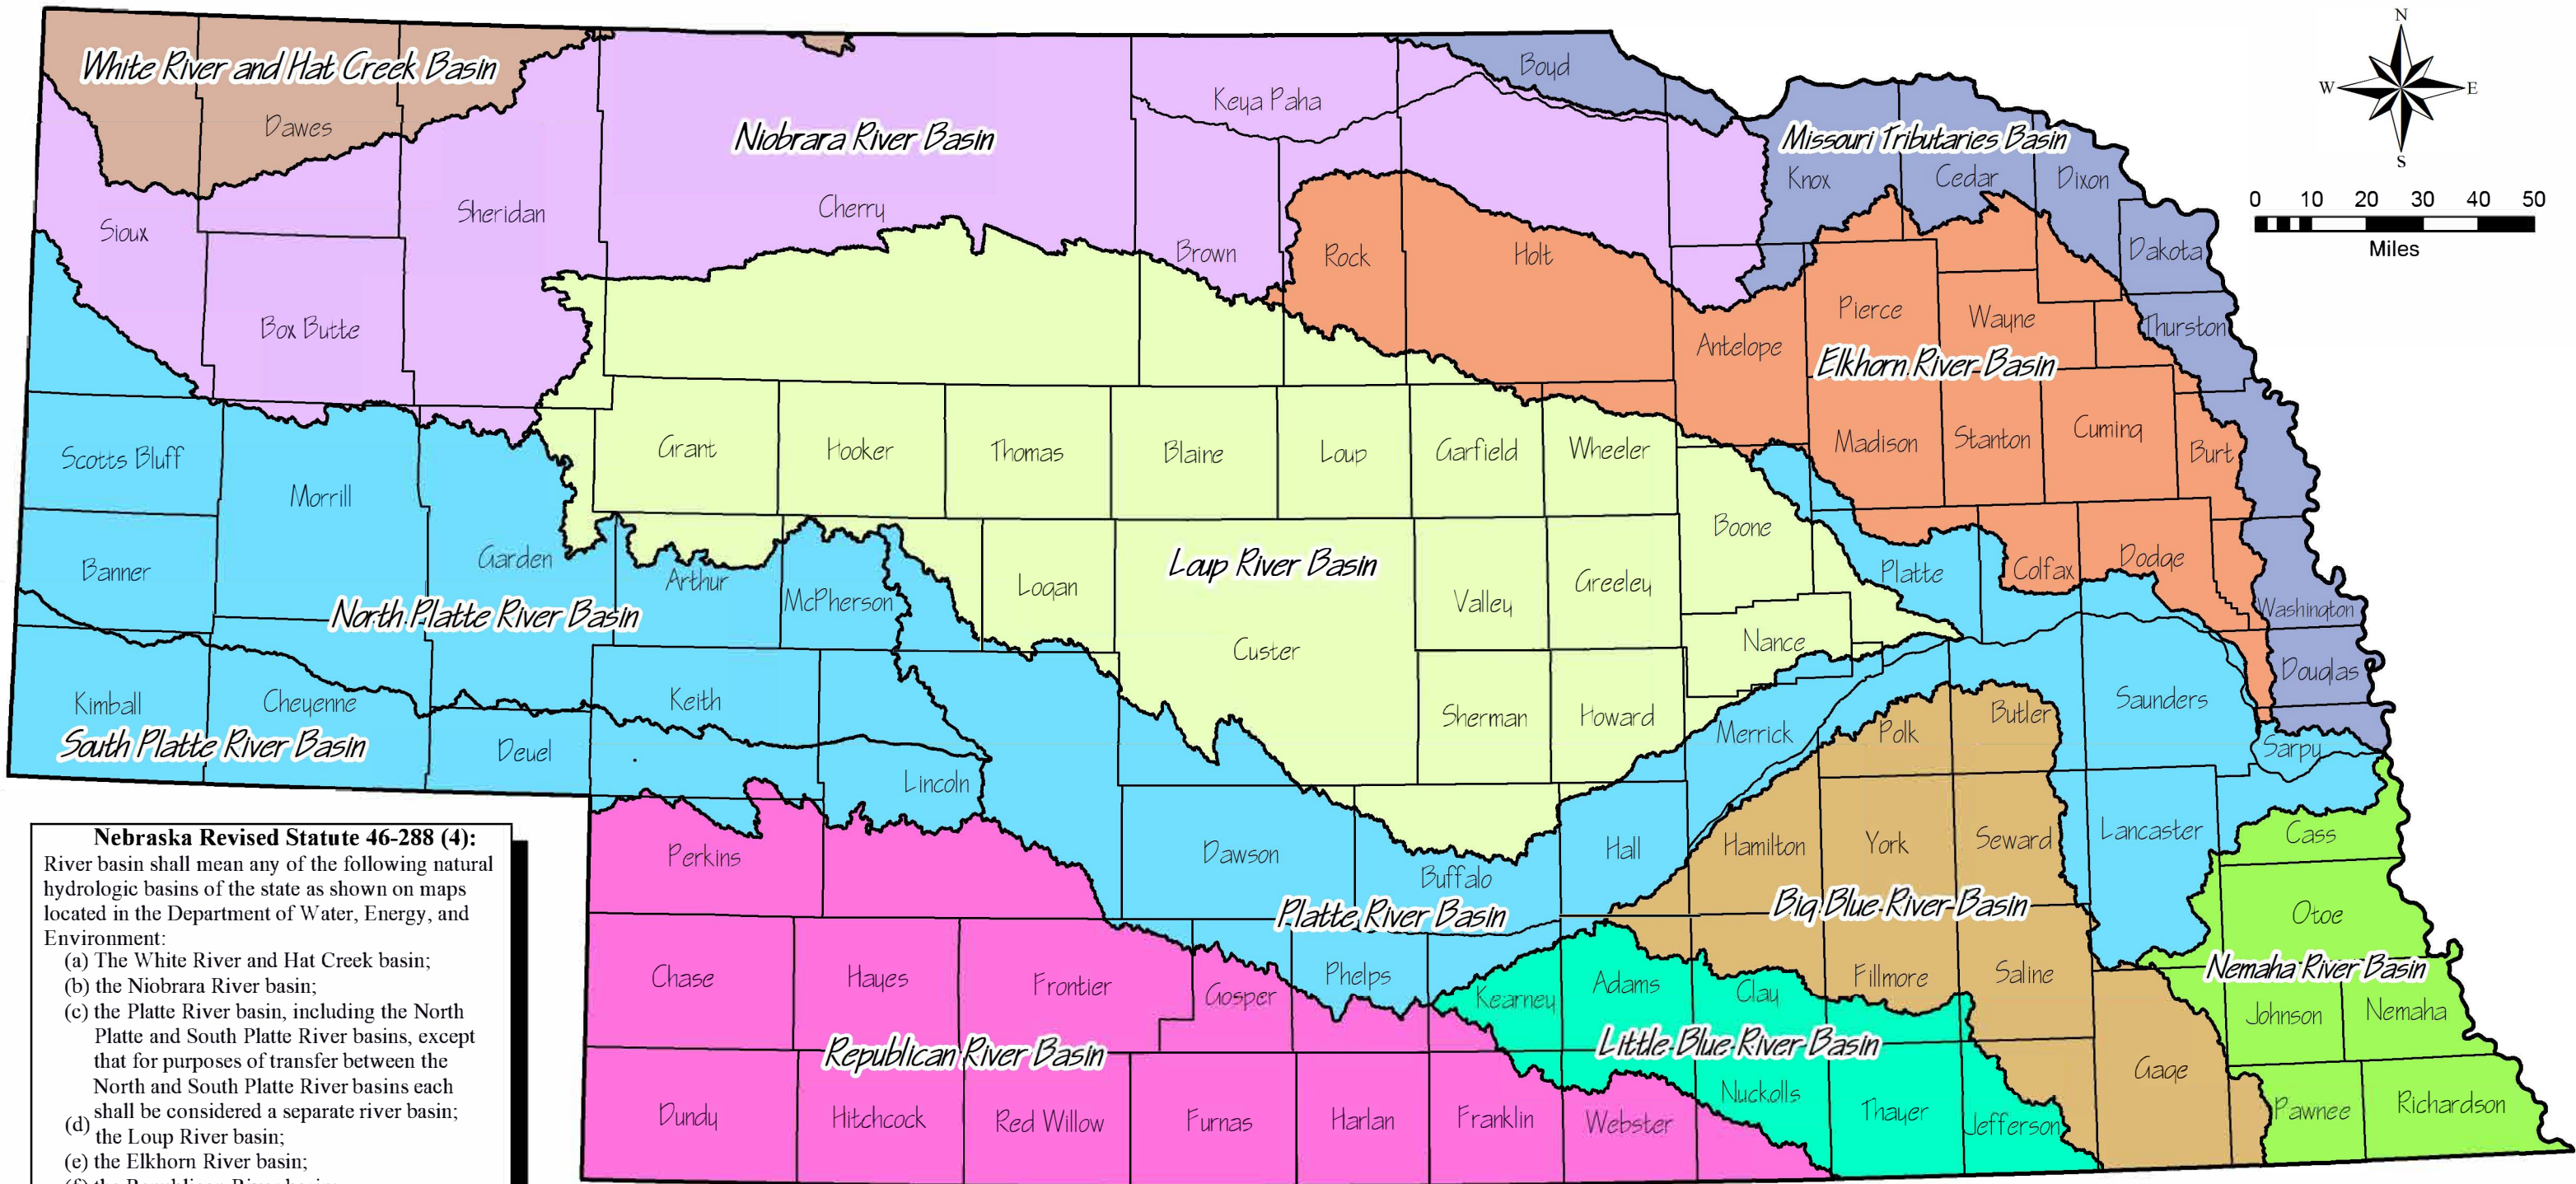 N
W E
S
0 10 20 30 40 50
Miles
White River and Hat Creek Basin
Niobrara River Basin
Missouri Tributaries Basin
Elkhorn River Basin
Loup River Basin
North Platte River Basin
South Platte River Basin
Platte River Basin
Big Blue River Basin
Nemaha River Basin
Little Blue River Basin
Republican River Basin
Boyd
Keya Paha
Dawes
Knox
Cedar
Dixon
Sioux
Sheridan
Cherry
Brown
Rock
Holt
Dakota
Box Butte
Antelope
Pierce
Wayne
Thurston
Scotts Bluff
Morrill
Grant
Hooker
Thomas
Blaine
Loup
Garfield
Wheeler
Madison
Stanton
Cuming
Burt
Banner
Garden
Arthur
McPherson
Logan
Valley
Greeley
Boone
Platte
Colfax
Dodge
Washington
Custer
Nance
Douglas
Kimball
Cheyenne
Deuel
Keith
Lincoln
Sherman
Howard
Merrick
Polk
Butler
Saunders
Sarpy
Perkins
Dawson
Buffalo
Hall
Hamilton
York
Seward
Lancaster
Cass
Otoe
Chase
Hayes
Frontier
Gosper
Phelps
Kearney
Adams
Clay
Fillmore
Saline
Johnson
Nemaha
Dundy
Hitchcock
Red Willow
Furnas
Harlan
Franklin
Webster
Nuckolls
Thayer
Jefferson
Gage
Pawnee
Richardson
Nebraska Revised Statute 46-288 (4):
River basin shall mean any of the following natural
hydrologic basins of the state as shown on maps
located in the Department of Water, Energy, and
Environment:
(a) The White River and Hat Creek basin;
(b) the Niobrara River basin;
(c) the Platte River basin, including the North
Platte and South Platte River basins, except
that for purposes of transfer between the
North and South Platte River basins each
shall be considered a separate river basin;
(d) the Loup River basin;
(e) the Elkhorn River basin;
(f) the Republican River basin;